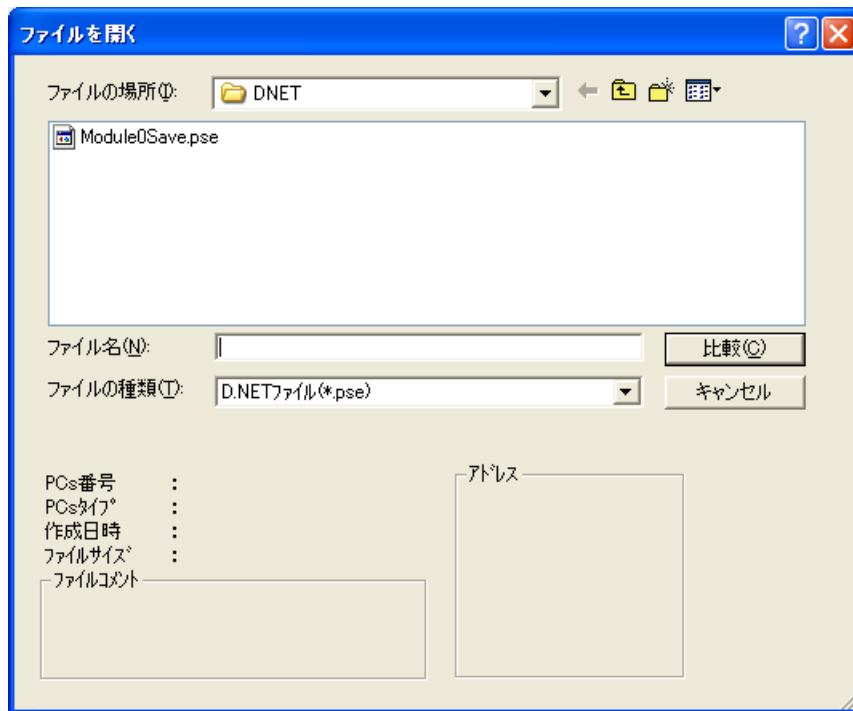 ファイルを開く
ファイルの場所(I):
DNET
Module0Save.pse
ファイル名(N):
比較(C)
ファイルの種類(T):
D.NETファイル(*.pse)
キャンセル
PCs番号 :
PCsタイプ :
作成日時 :
ファイルサイズ :
ファイルコメント
アドレス